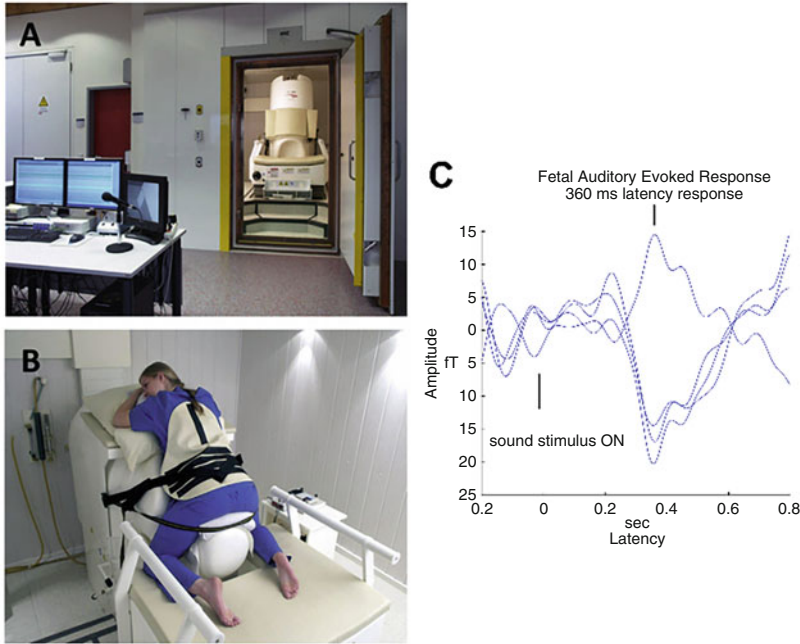 A
B
C
Fetal Auditory Evoked Response
360 ms latency response
15
10
5
0
5
10
15
20
25
Amplitude
fT
sound stimulus ON
0.2
0
0.2
0.4
0.6
0.8
sec
Latency